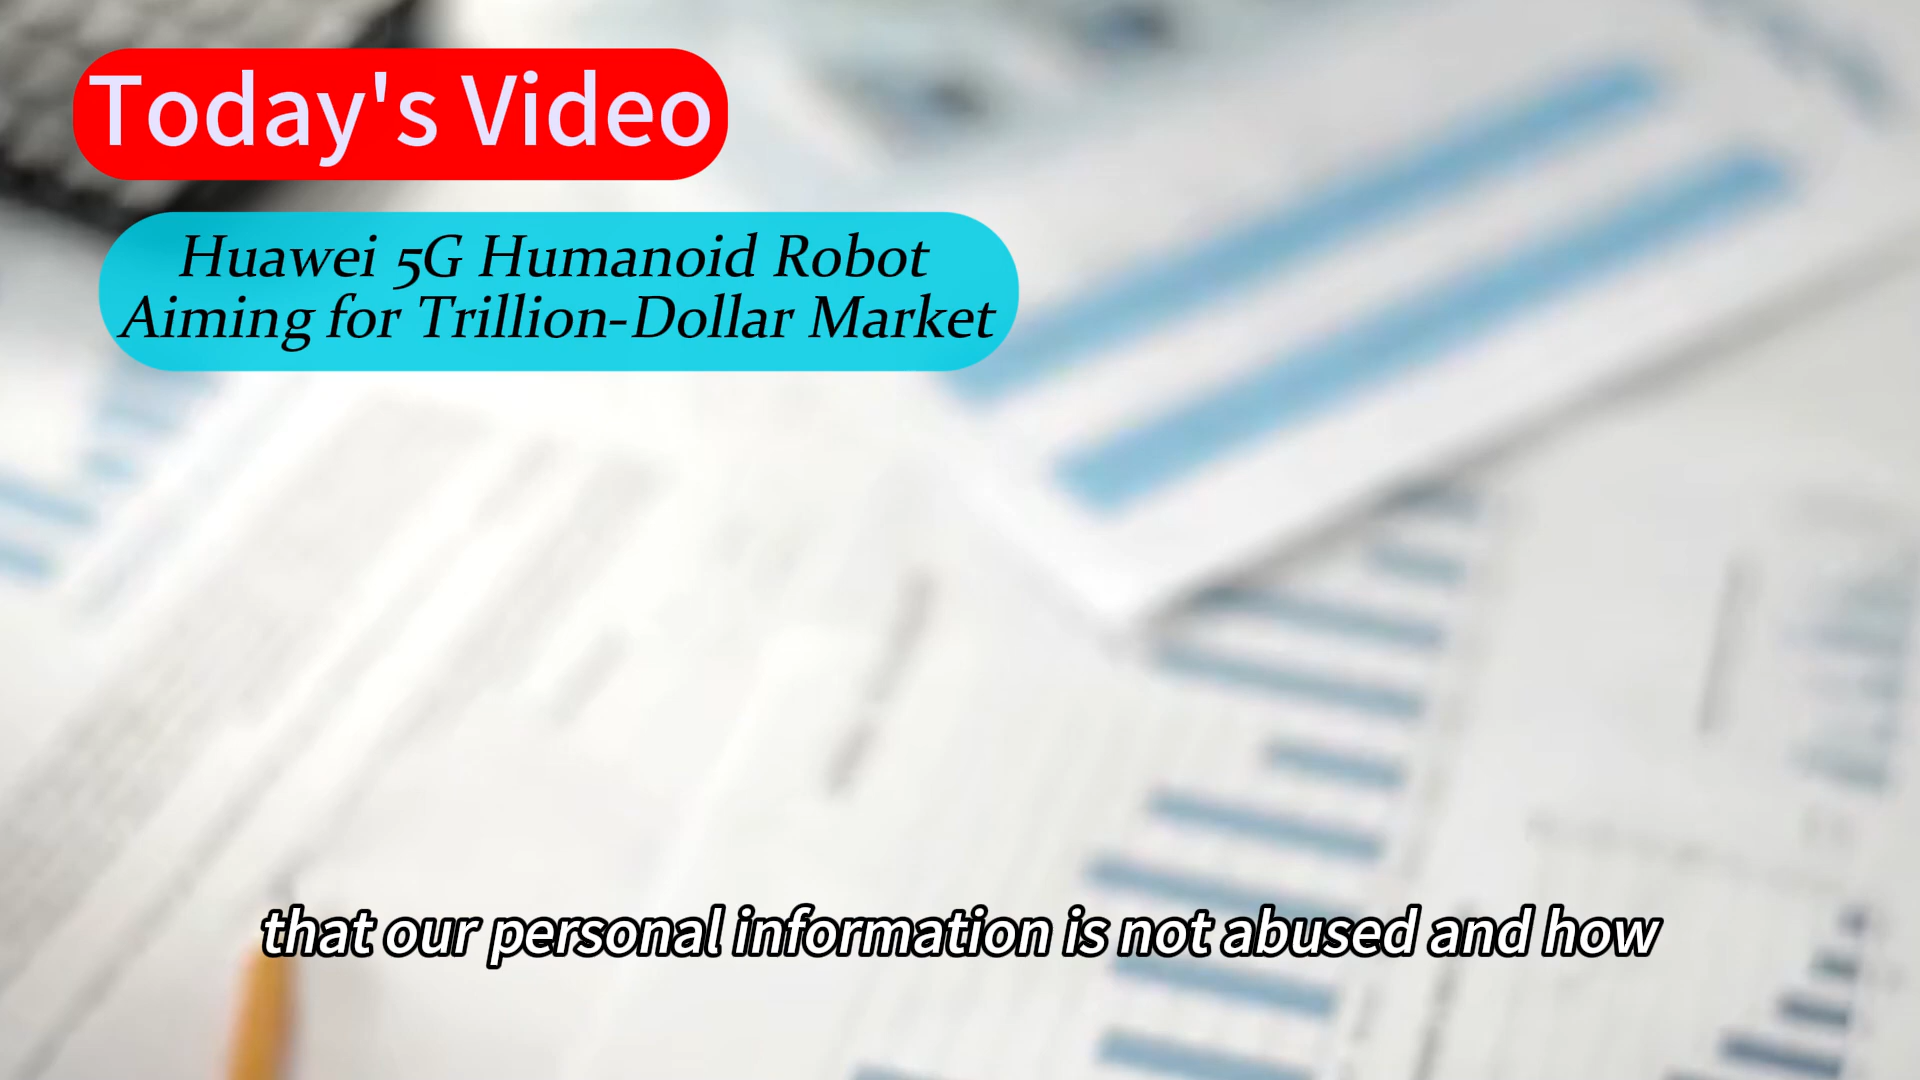 Today's Video
Huawei 5G Humanoid Robot
Aiming for Trillion-Dollar Market
that our personal information is not abused and how